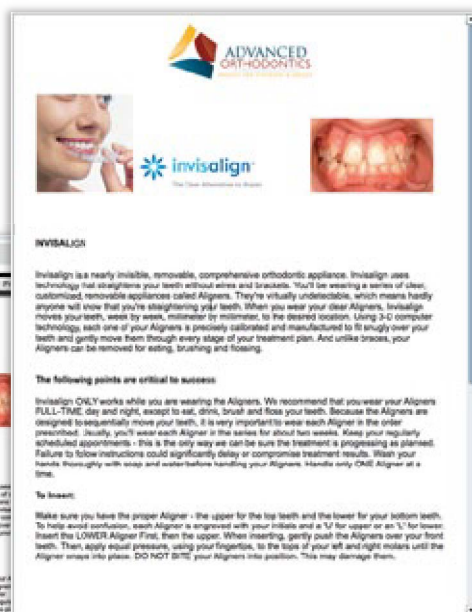 ADVANCED
ORTHODONTICS
invisalign
The Clear Alternative to Braces
INVISALIGN
Invisalign is a nearly invisible, removable, comprehensive orthodontic appliance. Invisalign uses
technology that straightens your teeth without wires and brackets. You'll be wearing a series of clear,
customized, removable appliances called Aligners. They're virtually undetectable, which means hardly
anyone will know that you're straightening your teeth. When you wear your clear Aligners, Invisalign
moves your teeth, week by week, millimeter by millimeter, to the desired location. Using 3-D computer
technology, each one of your Aligners is precisely calibrated and manufactured to fit snugly over your
teeth and gently move them through every stage of your treatment plan. And unlike braces, your
Aligners can be removed for eating, brushing and flossing.
The following points are critical to success:
Invisalign ONLY works while you are wearing the Aligners. We recommend that you wear your Aligners
FULL-TIME day and night, except to eat, drink, brush and floss your teeth. Because the Aligners are
designed to sequentially move your teeth, it is very important to wear each Aligner in the order
prescribed. Usually, you'll wear each Aligner in the series for about two weeks. Keep your regularly
scheduled appointments - this is the only way we can be sure the treatment is progressing as planned.
Failure to follow instructions could significantly delay or compromise treatment results. Wash your
hands thoroughly with soap and water before handling your Aligners. Handle only ONE Aligner at a
time.
To Insert:
Make sure you have the proper Aligner - the upper for the top teeth and the lower for your bottom teeth.
To help avoid confusion, each Aligner is engraved with your initials and a 'U' for upper or an 'L' for lower.
Insert the LOWER Aligner First, then the upper. When inserting, gently push the Aligners over your front
teeth. Then, apply equal pressure, using your fingertips, to the tops of your left and right molars until the
Aligner snaps into place. DO NOT BITE your Aligners into position. This may damage them.